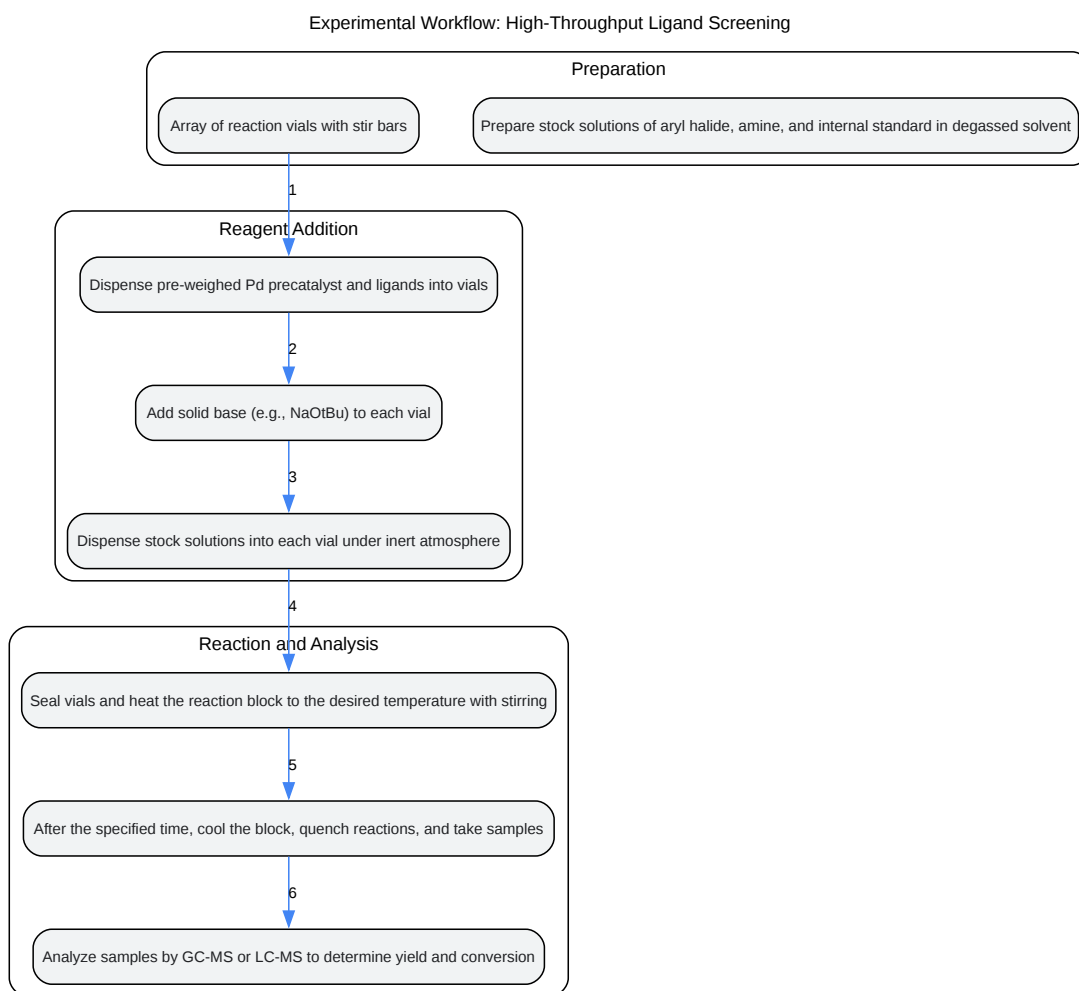 Experimental Workflow: High-Throughput Ligand Screening
Preparation
Array of reaction vials with stir bars
Prepare stock solutions of aryl halide, amine, and internal standard in degassed solvent
1
Reagent Addition
Dispense pre-weighed Pd precatalyst and ligands into vials
2
Add solid base (e.g., NaOtBu) to each vial
3
Dispense stock solutions into each vial under inert atmosphere
4
Reaction and Analysis
Seal vials and heat the reaction block to the desired temperature with stirring
5
After the specified time, cool the block, quench reactions, and take samples
6
Analyze samples by GC-MS or LC-MS to determine yield and conversion